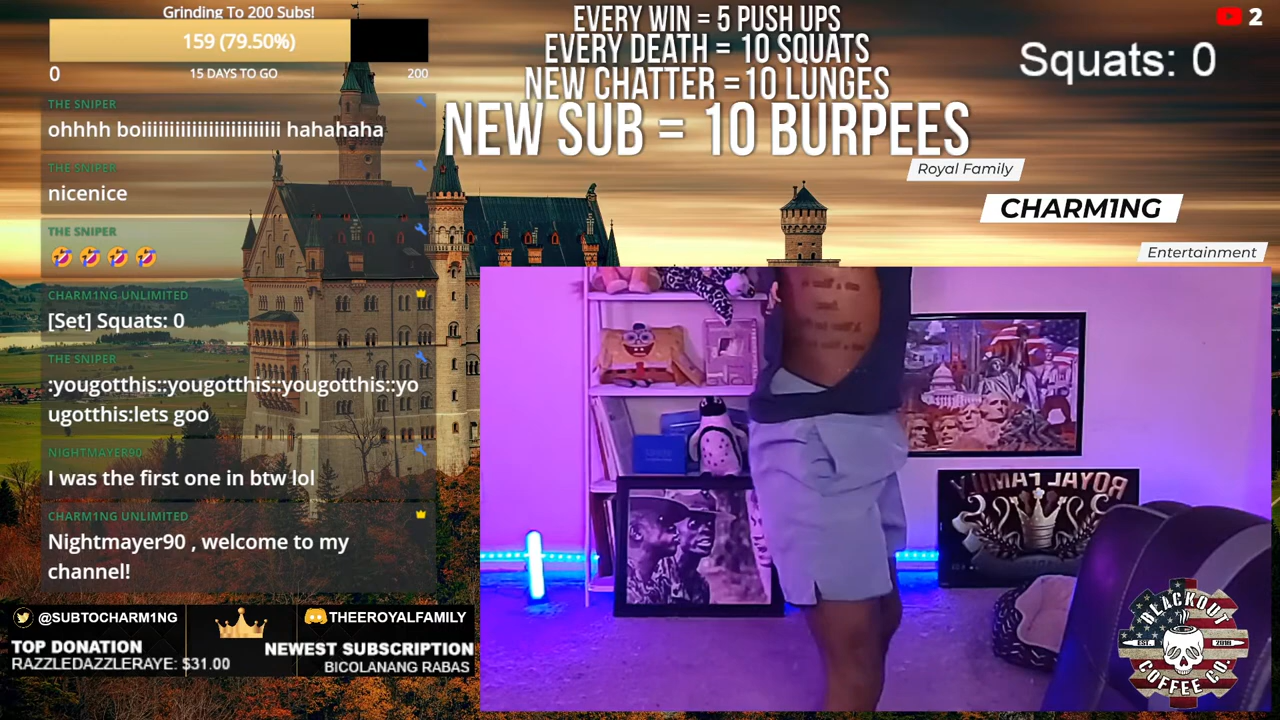 Grinding To 200 Subs!
159 (79.50%)
0
15 DAYS TO GO
200
EVERY WIN = 5 PUSH UPS
EVERY DEATH = 10 SQUATS
NEW CHATTER =10 LUNGES
NEW SUB = 10 BURPEES
2
Squats: 0
Royal Family
CHARM1NG
Entertainment
THE SNIPER
ohhhh boiiiiiiiiiiiiiiiiiiiiiiiii hahahaha
THE SNIPER
nicenice
THE SNIPER
🤣 🤣 🤣 🤣
CHARM1NG UNLIMITED
[Set] Squats: 0
THE SNIPER
:yougotthis::yougotthis::yougotthis::yo
ugotthis:lets goo
NIGHTMAYER90
I was the first one in btw lol
CHARM1NG UNLIMITED
Nightmayer90 , welcome to my
channel!
@SUBTOCHARM1NG
THEEROYALFAMILY
TOP DONATION
RAZZLEDAZZLERAYE: $31.00
NEWEST SUBSCRIPTION
BICOLANANG RABAS
ROYAL FAMILY
BLACKOUT
EST. 2018
COFFEE CO.